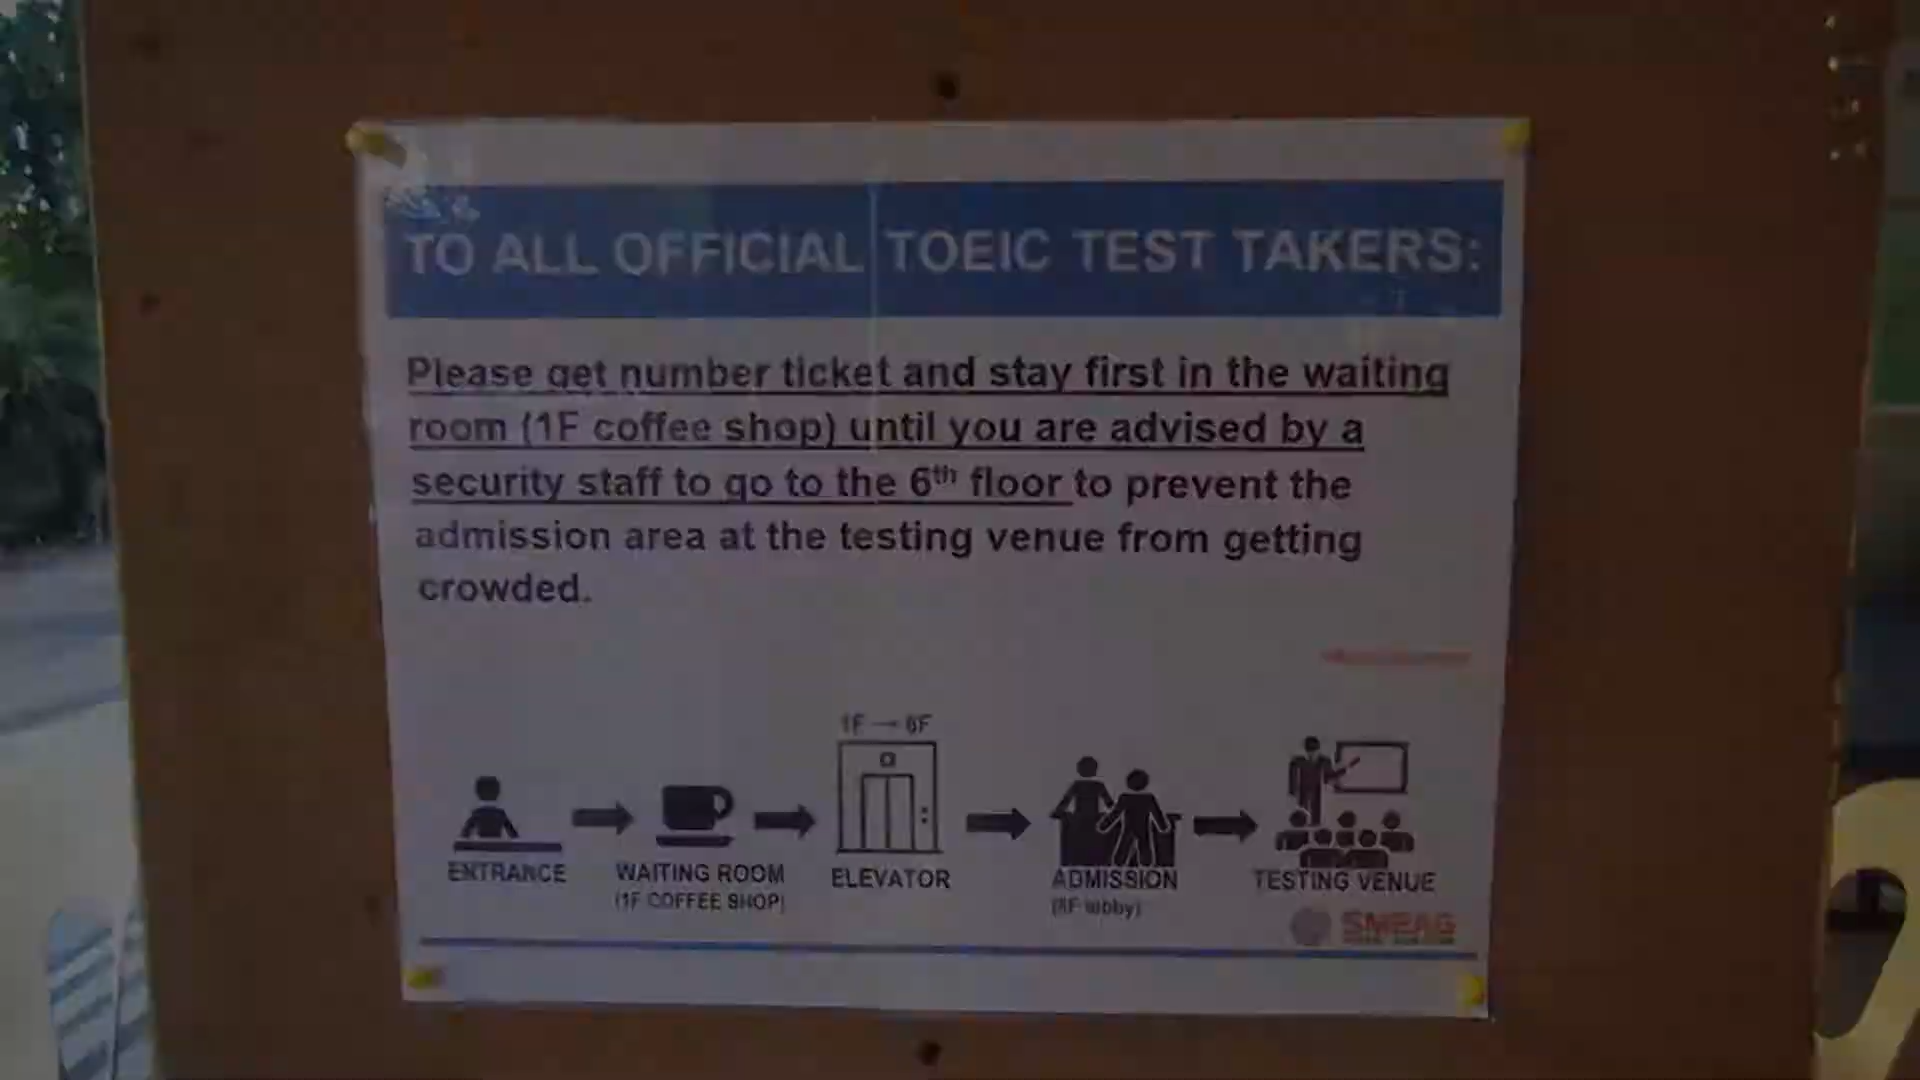 TO ALL OFFICIAL TOEIC TEST TAKERS:
Please get number ticket and stay first in the waiting
room (1F coffee shop) until you are advised by a
security staff to go to the 6th floor to prevent the
admission area at the testing venue from getting
crowded.
1F → 6F
ENTRANCE
WAITING ROOM
(1F COFFEE SHOP)
ELEVATOR
ADMISSION
(6F lobby)
TESTING VENUE
SMEAG